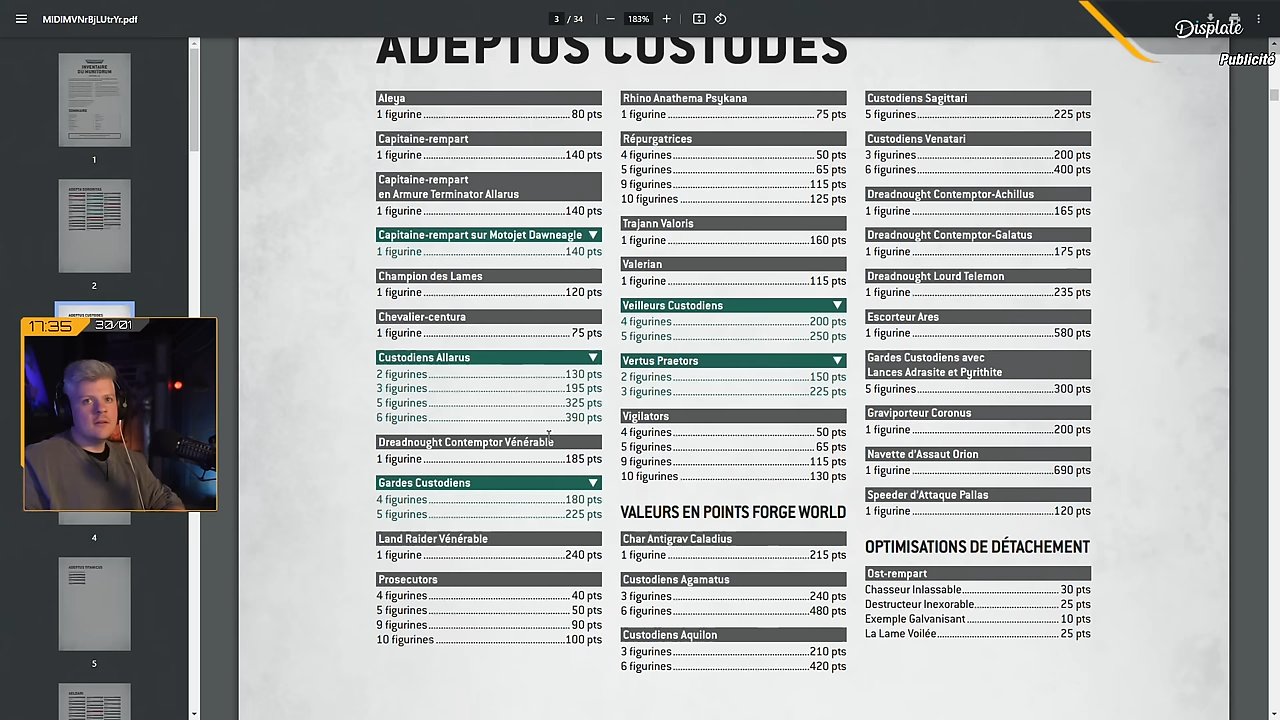 MIDlMVNrBjLUtrYr.pdf
3 / 34
183%
Displate
Publicité
1
2
17:35 30/01
4
5
ADEPTUS CUSTODES
Aleya
1 figurine 80 pts
Capitaine-rempart
1 figurine 140 pts
Capitaine-rempart
en Armure Terminator Allarus
1 figurine 140 pts
Capitaine-rempart sur Motojet Dawneagle ▼
1 figurine 140 pts
Champion des Lames
1 figurine 120 pts
Chevalier-centura
1 figurine 75 pts
Custodiens Allarus ▼
2 figurines 130 pts
3 figurines 195 pts
5 figurines 325 pts
6 figurines 390 pts
Dreadnought Contemptor Vénérable
1 figurine 185 pts
Gardes Custodiens ▼
4 figurines 180 pts
5 figurines 225 pts
Land Raider Vénérable
1 figurine 240 pts
Prosecutors
4 figurines 40 pts
5 figurines 50 pts
9 figurines 90 pts
10 figurines 100 pts
Rhino Anathema Psykana
1 figurine 75 pts
Répurgatrices
4 figurines 50 pts
5 figurines 65 pts
9 figurines 115 pts
10 figurines 125 pts
Trajann Valoris
1 figurine 160 pts
Valerian
1 figurine 115 pts
Veilleurs Custodiens ▼
4 figurines 200 pts
5 figurines 250 pts
Vertus Praetors ▼
2 figurines 150 pts
3 figurines 225 pts
Vigilators
4 figurines 50 pts
5 figurines 65 pts
9 figurines 115 pts
10 figurines 130 pts
VALEURS EN POINTS FORGE WORLD
Char Antigrav Caladius
1 figurine 215 pts
Custodiens Agamatus
3 figurines 240 pts
6 figurines 480 pts
Custodiens Aquilon
3 figurines 210 pts
6 figurines 420 pts
Custodiens Sagittari
5 figurines 225 pts
Custodiens Venatari
3 figurines 200 pts
6 figurines 400 pts
Dreadnought Contemptor-Achillus
1 figurine 165 pts
Dreadnought Contemptor-Galatus
1 figurine 175 pts
Dreadnought Lourd Telemon
1 figurine 235 pts
Escorteur Ares
1 figurine 580 pts
Gardes Custodiens avec
Lances Adrasite et Pyrithite
5 figurines 300 pts
Graviporteur Coronus
1 figurine 200 pts
Navette d'Assaut Orion
1 figurine 690 pts
Speeder d'Attaque Pallas
1 figurine 120 pts
OPTIMISATIONS DE DÉTACHEMENT
Ost-rempart
Chasseur Inlassable 30 pts
Destructeur Inexorable 25 pts
Exemple Galvanisant 10 pts
La Lame Voilée 25 pts